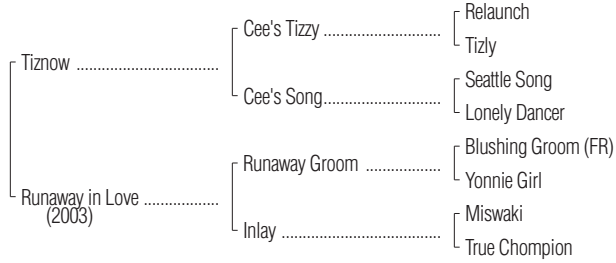 Relaunch
Cee's Tizzy ........................
Tizly
Tiznow ..............................
Seattle Song
Cee's Song........................
Lonely Dancer
Blushing Groom (FR)
Runaway Groom ...............
Yonnie Girl
Runaway in Love ...............
(2003)
Miswaki
Inlay ................................
True Chompion